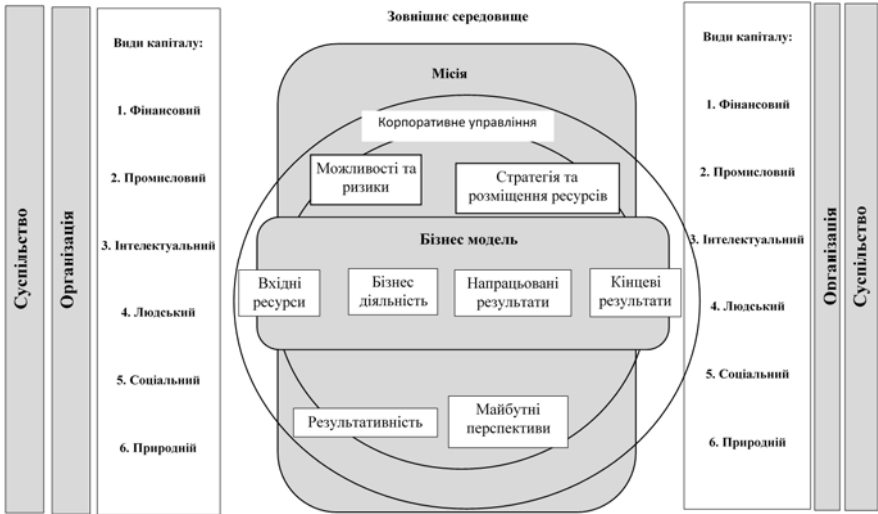 Зовнішнє середовище
Суспільство
Організація
Види капіталу:
1. Фінансовий
2. Промисловий
3. Інтелектуальний
4. Людський
5. Соціальний
6. Природній
Місія
Корпоративне управління
Можливості та
ризики
Стратегія та
розміщення ресурсів
Бізнес модель
Вхідні
ресурси
Бізнес
діяльність
Напрацьовані
результати
Кінцеві
результати
Результативність
Майбутні
перспективи
Види капіталу:
1. Фінансовий
2. Промисловий
3. Інтелектуальний
4. Людський
5. Соціальний
6. Природній
Організація
Суспільство